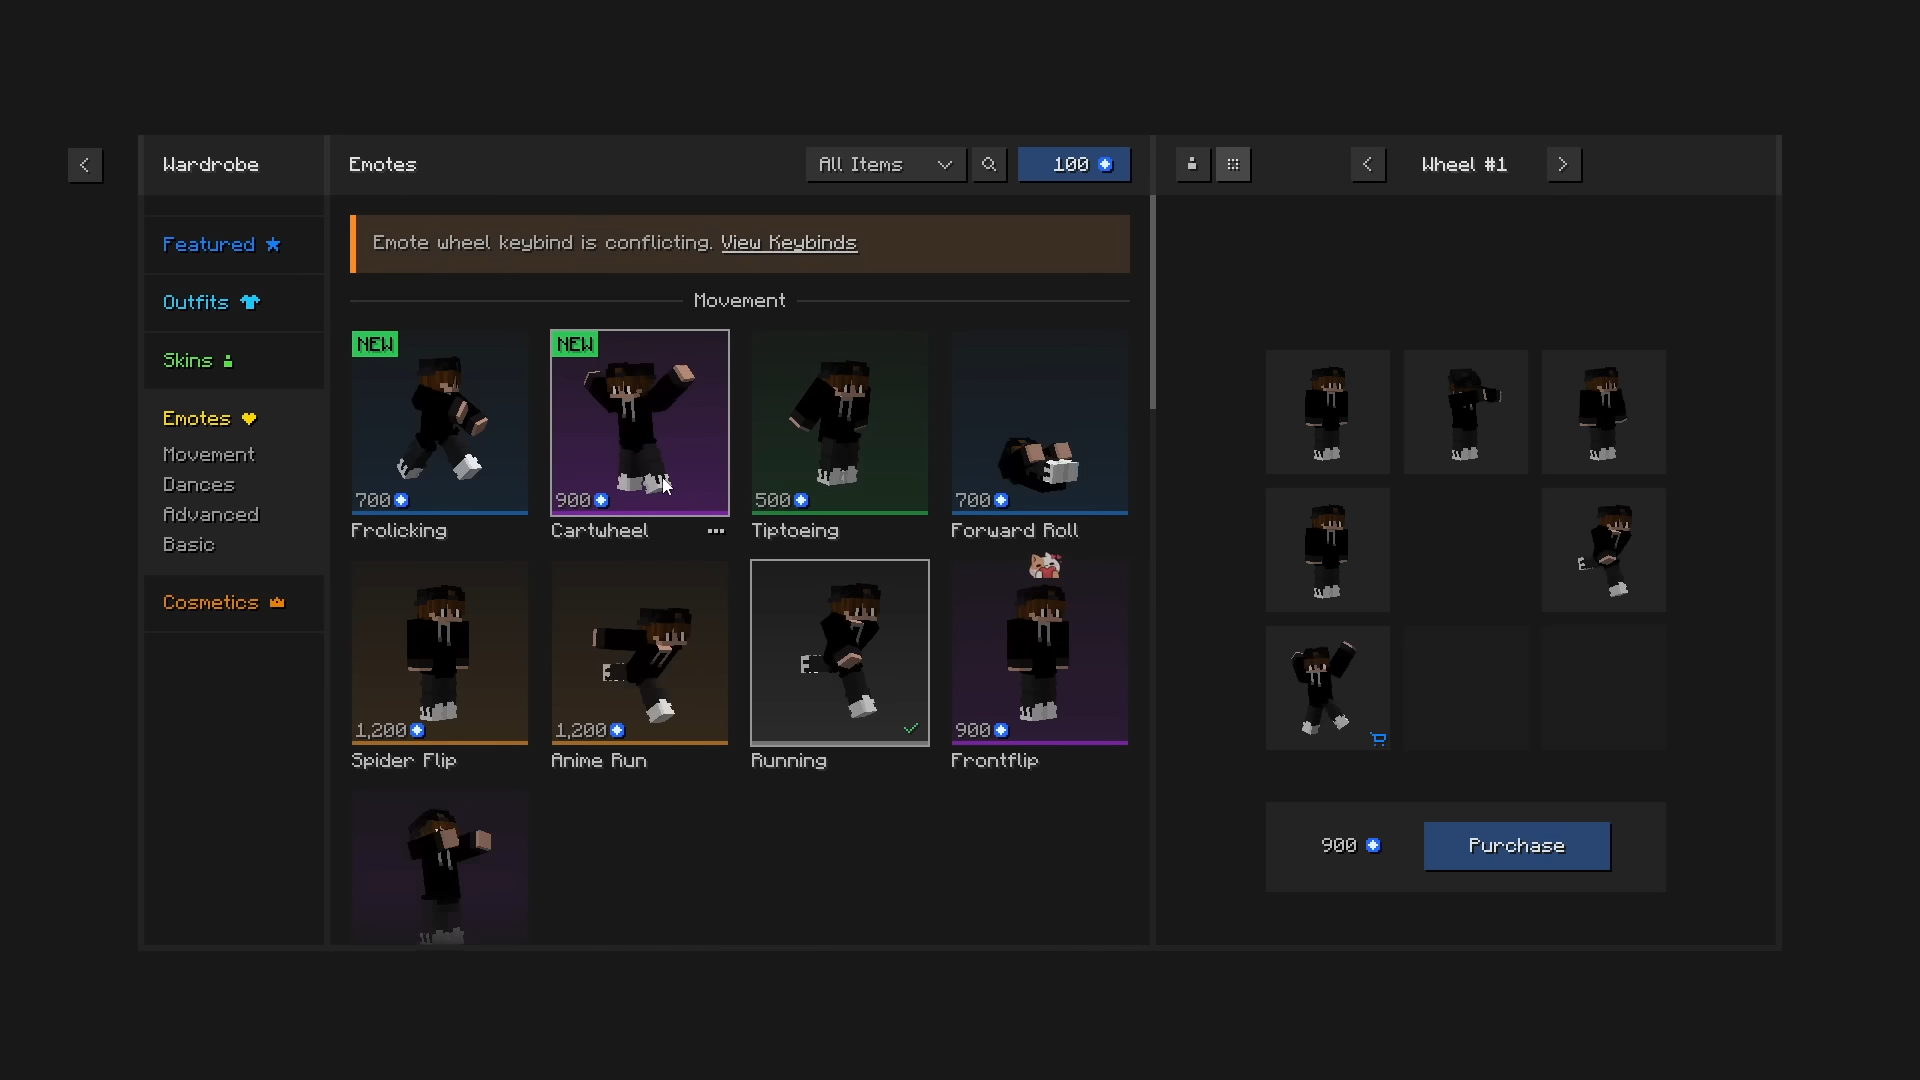 Wardrobe
Emotes
All Items
100
Wheel #1
Featured
Outfits
Skins
Emotes
Movement
Dances
Advanced
Basic
Cosmetics
Emote wheel keybind is conflicting. View Keybinds
Movement
NEW
700
Frolicking
NEW
900
Cartwheel
500
Tiptoeing
700
Forward Roll
1,200
Spider Flip
1,200
Anime Run
Running
900
Frontflip
900
Purchase